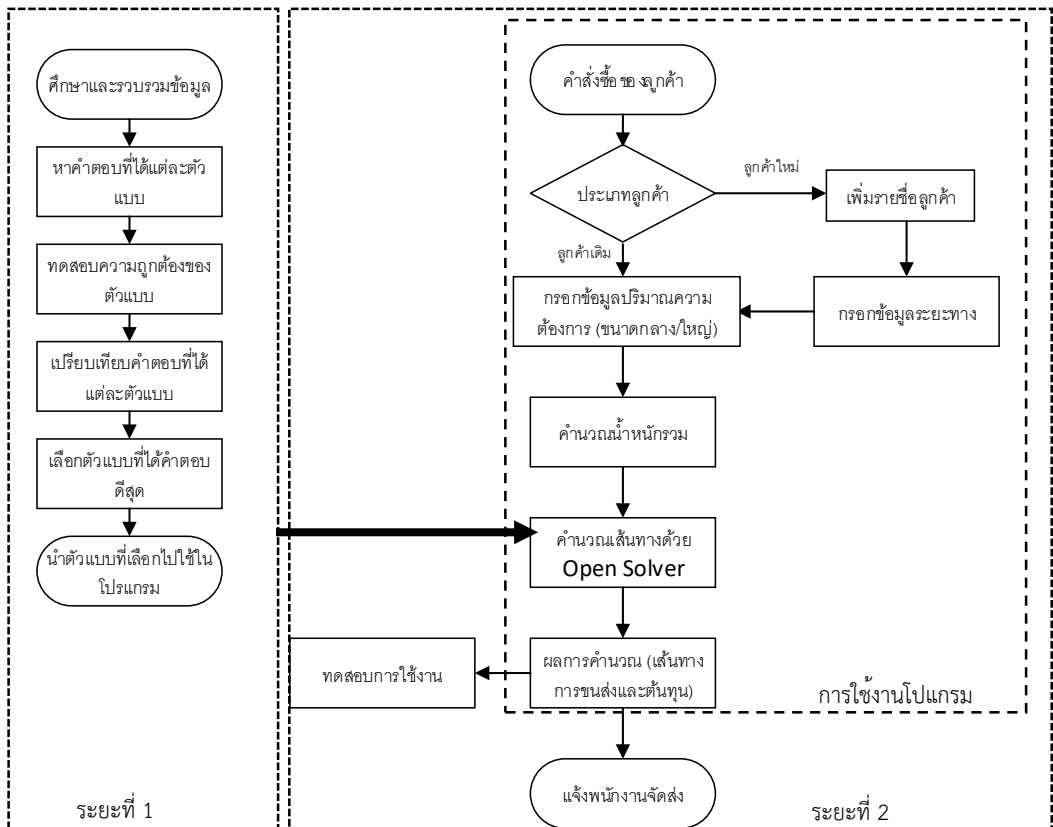 ศึกษาและรวบรวมข้อมูล
หาคำตอบที่ได้แต่ละตัว
แบบ
ทดสอบความถูกต้องของ
ตัวแบบ
เปรียบเทียบคำตอบที่ได้
แต่ละตัวแบบ
เลือกตัวแบบที่ได้คำตอบ
ดีสุด
นำตัวแบบที่เลือกไปใช้ใน
โปรแกรม
ระยะที่ 1
คำสั่งซื้อของลูกค้า
ประเภทลูกค้า
ลูกค้าใหม่
เพิ่มรายชื่อลูกค้า
ลูกค้าเดิม
กรอกข้อมูลปริมาณความ
ต้องการ (ขนาดกลาง/ใหญ่)
กรอกข้อมูลระยะทาง
คำนวณน้ำหนักรวม
คำนวณเส้นทางด้วย
Open Solver
ทดสอบการใช้งาน
ผลการคำนวณ (เส้นทาง
การขนส่งและต้นทุน)
การใช้งานโปแกรม
แจ้งพนักงานจัดส่ง
ระยะที่ 2